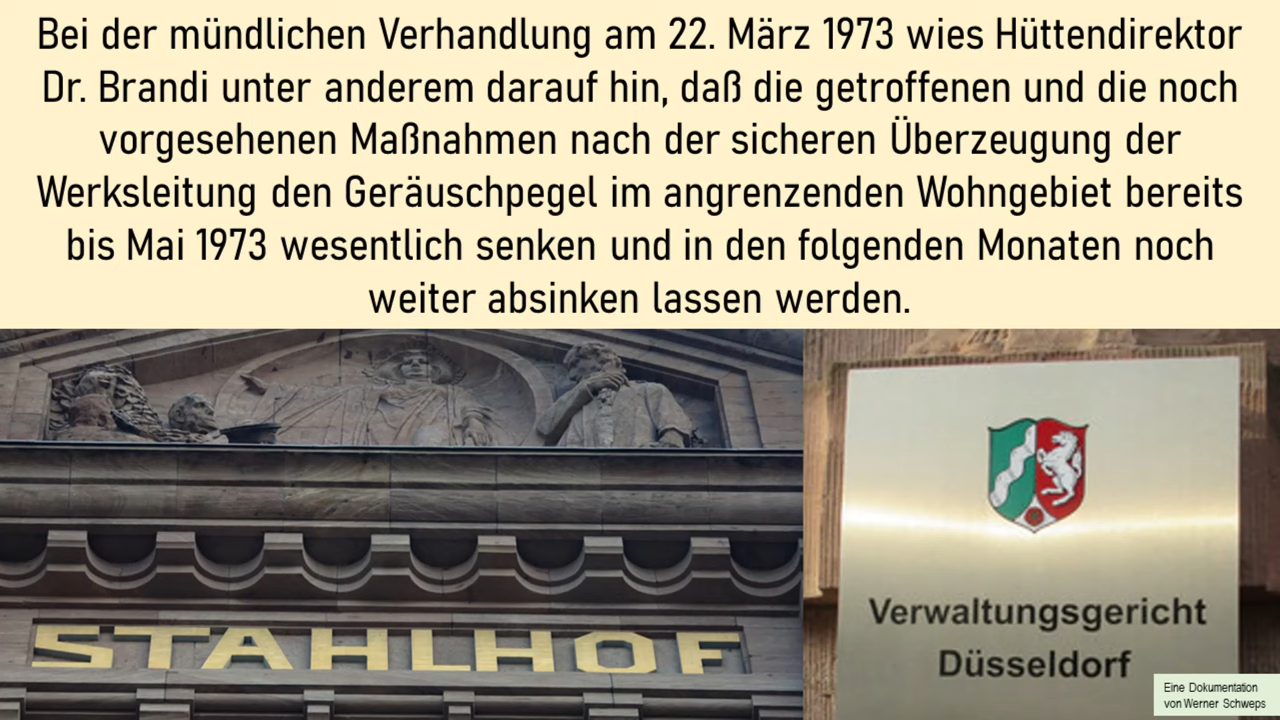 Bei der mündlichen Verhandlung am 22. März 1973 wies Hüttendirektor
Dr. Brandi unter anderem darauf hin, daß die getroffenen und die noch
vorgesehenen Maßnahmen nach der sicheren Überzeugung der
Werksleitung den Geräuschpegel im angrenzenden Wohngebiet bereits
bis Mai 1973 wesentlich senken und in den folgenden Monaten noch
weiter absinken lassen werden.
STAHLHOF
Verwaltungsgericht
Düsseldorf
Eine Dokumentation
von Werner Schweps